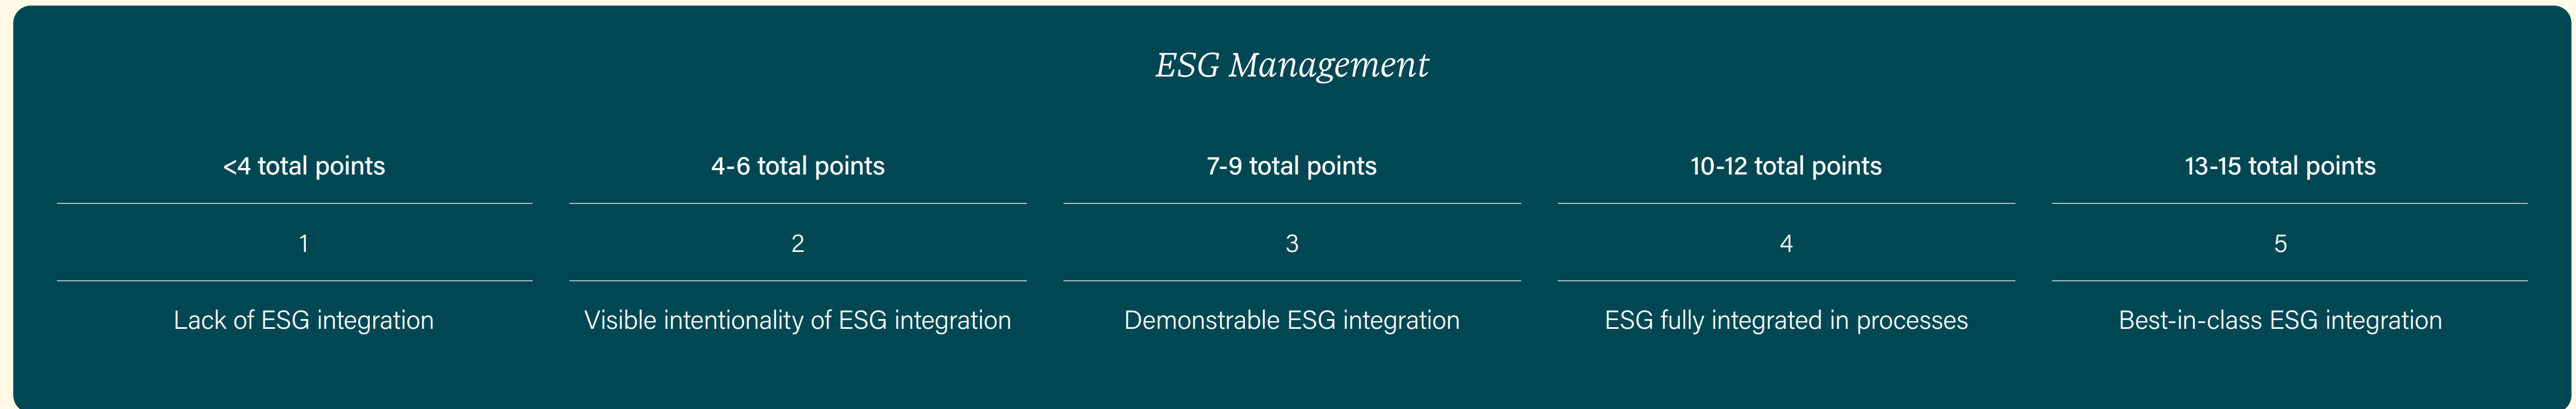 ESG Management
<4 total points
4-6 total points
7-9 total points
10-12 total points
13-15 total points
1
2
3
4
5
Lack of ESG integration
Visible intentionality of ESG integration
Demonstrable ESG integration
ESG fully integrated in processes
Best-in-class ESG integration